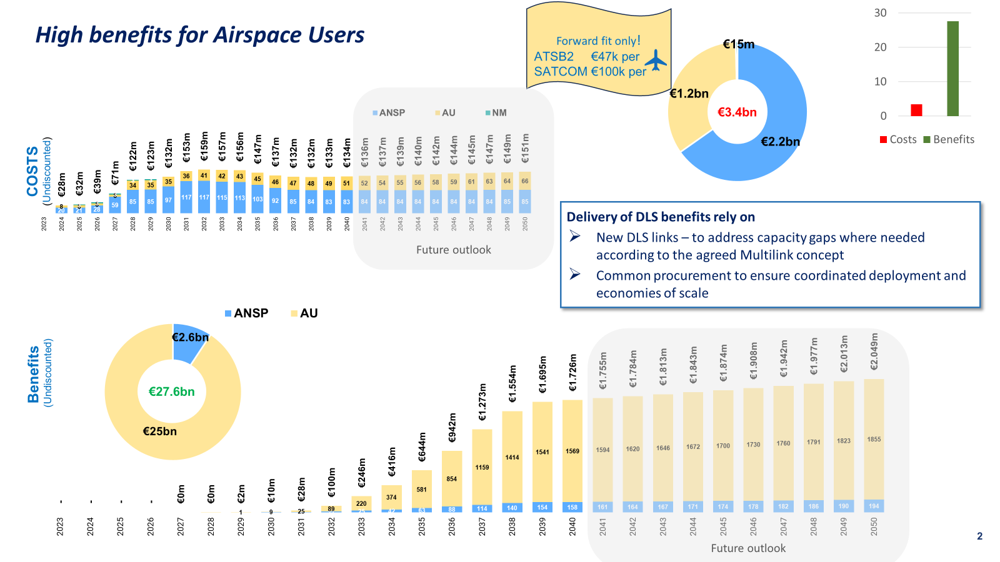 High benefits for Airspace Users
Forward fit only!
ATSB2 €47k per
SATCOM €100k per
€15m
€1.2bn
€3.4bn
€2.2bn
30
20
10
0
Costs Benefits
COSTS
(Undiscounted)
ANSP AU NM
€28m €32m €39m €71m €122m €123m €132m €153m €159m €157m €156m €147m €137m €132m €132m €133m €134m €136m €137m €139m €140m €142m €144m €145m €147m €149m €151m
8 34 35 35 36 41 42 43 45 46 47 48 49 51 52 54 55 56 58 59 61 63 64 66
20 21 28 59 85 85 97 117 117 115 113 103 92 85 84 83 83 84 84 84 84 84 84 84 84 85 85
2023 2024 2025 2026 2027 2028 2029 2030 2031 2032 2033 2034 2035 2036 2037 2038 2039 2040 2041 2042 2043 2044 2045 2046 2047 2048 2049 2050
Future outlook
Delivery of DLS benefits rely on
New DLS links – to address capacity gaps where needed
according to the agreed Multilink concept
Common procurement to ensure coordinated deployment and
economies of scale
Benefits
(Undiscounted)
ANSP AU
€2.6bn
€27.6bn
€25bn
- - - - €0m €0m €2m €10m €28m €100m €246m €416m €644m €942m €1.273m €1.554m €1.695m €1.726m €1.755m €1.784m €1.813m €1.843m €1.874m €1.908m €1.942m €1.977m €2.013m €2.049m
1 9 25 89 220 374 581 854 1159 1414 1541 1569 1594 1620 1646 1672 1700 1730 1760 1791 1823 1855
25 42 63 88 114 140 154 158 161 164 167 171 174 178 182 186 190 194
2023 2024 2025 2026 2027 2028 2029 2030 2031 2032 2033 2034 2035 2036 2037 2038 2039 2040 2041 2042 2043 2044 2045 2046 2047 2048 2049 2050
Future outlook
2